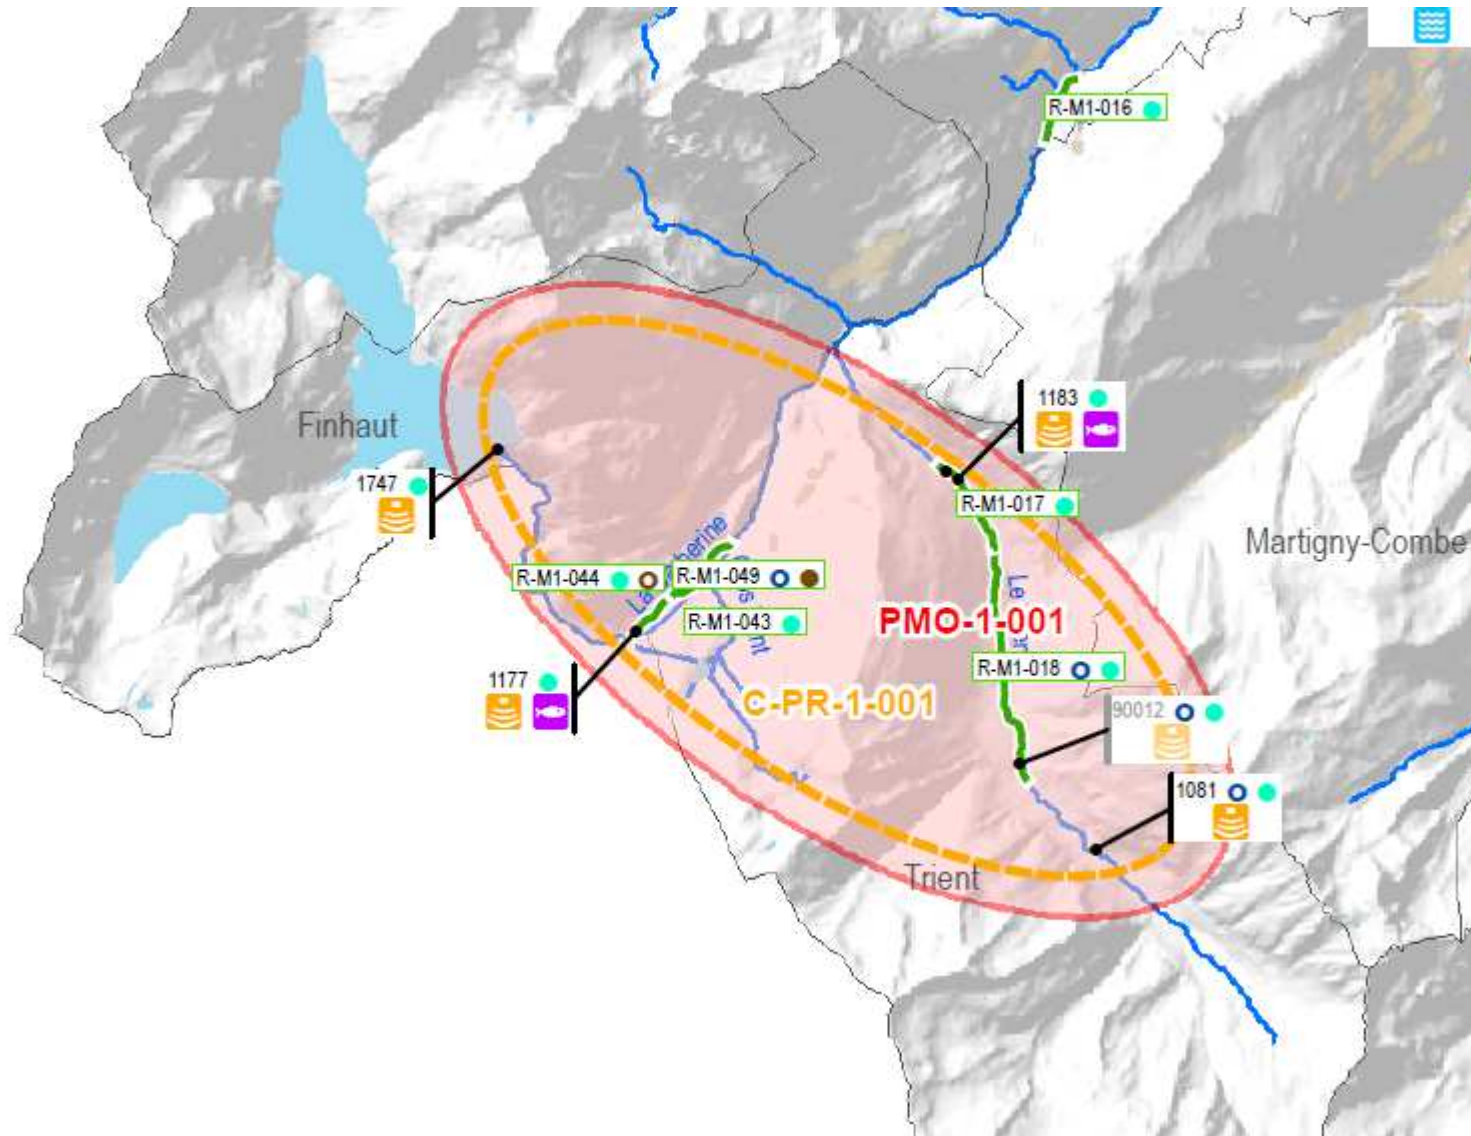 R-M1-016
1183
Finhaut
1747
R-M1-017
Martigny-Combe
R-M1-044
R-M1-049
R-M1-043
PMO-1-001
R-M1-018
1177
C-PR-1-001
90012
1081
Trient